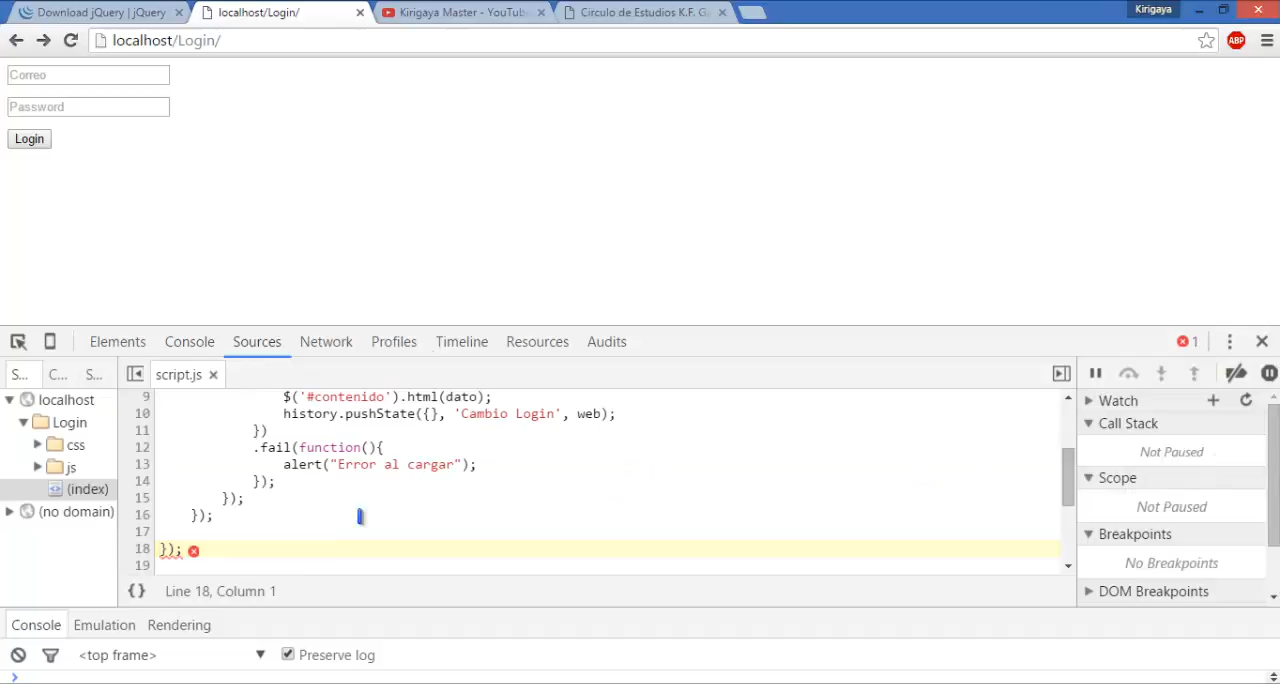 Download jQuery | jQuery
localhost/Login/
Kirigaya Master - YouTub
Circulo de Estudios K.F. G
Kirigaya
localhost/Login/
ABP
Correo
Password
Login
Elements
Console
Sources
Network
Profiles
Timeline
Resources
Audits
1
S...
C...
S...
script.js
localhost
Login
css
js
(index)
(no domain)
9 $('#contenido').html(dato);
10 history.pushState({}, 'Cambio Login', web);
11 })
12 .fail(function(){
13 alert("Error al cargar");
14 });
15 });
16 });
17
18 });
19
{} Line 18, Column 1
Watch
Call Stack
Not Paused
Scope
Not Paused
Breakpoints
No Breakpoints
DOM Breakpoints
Console
Emulation
Rendering
<top frame>
Preserve log